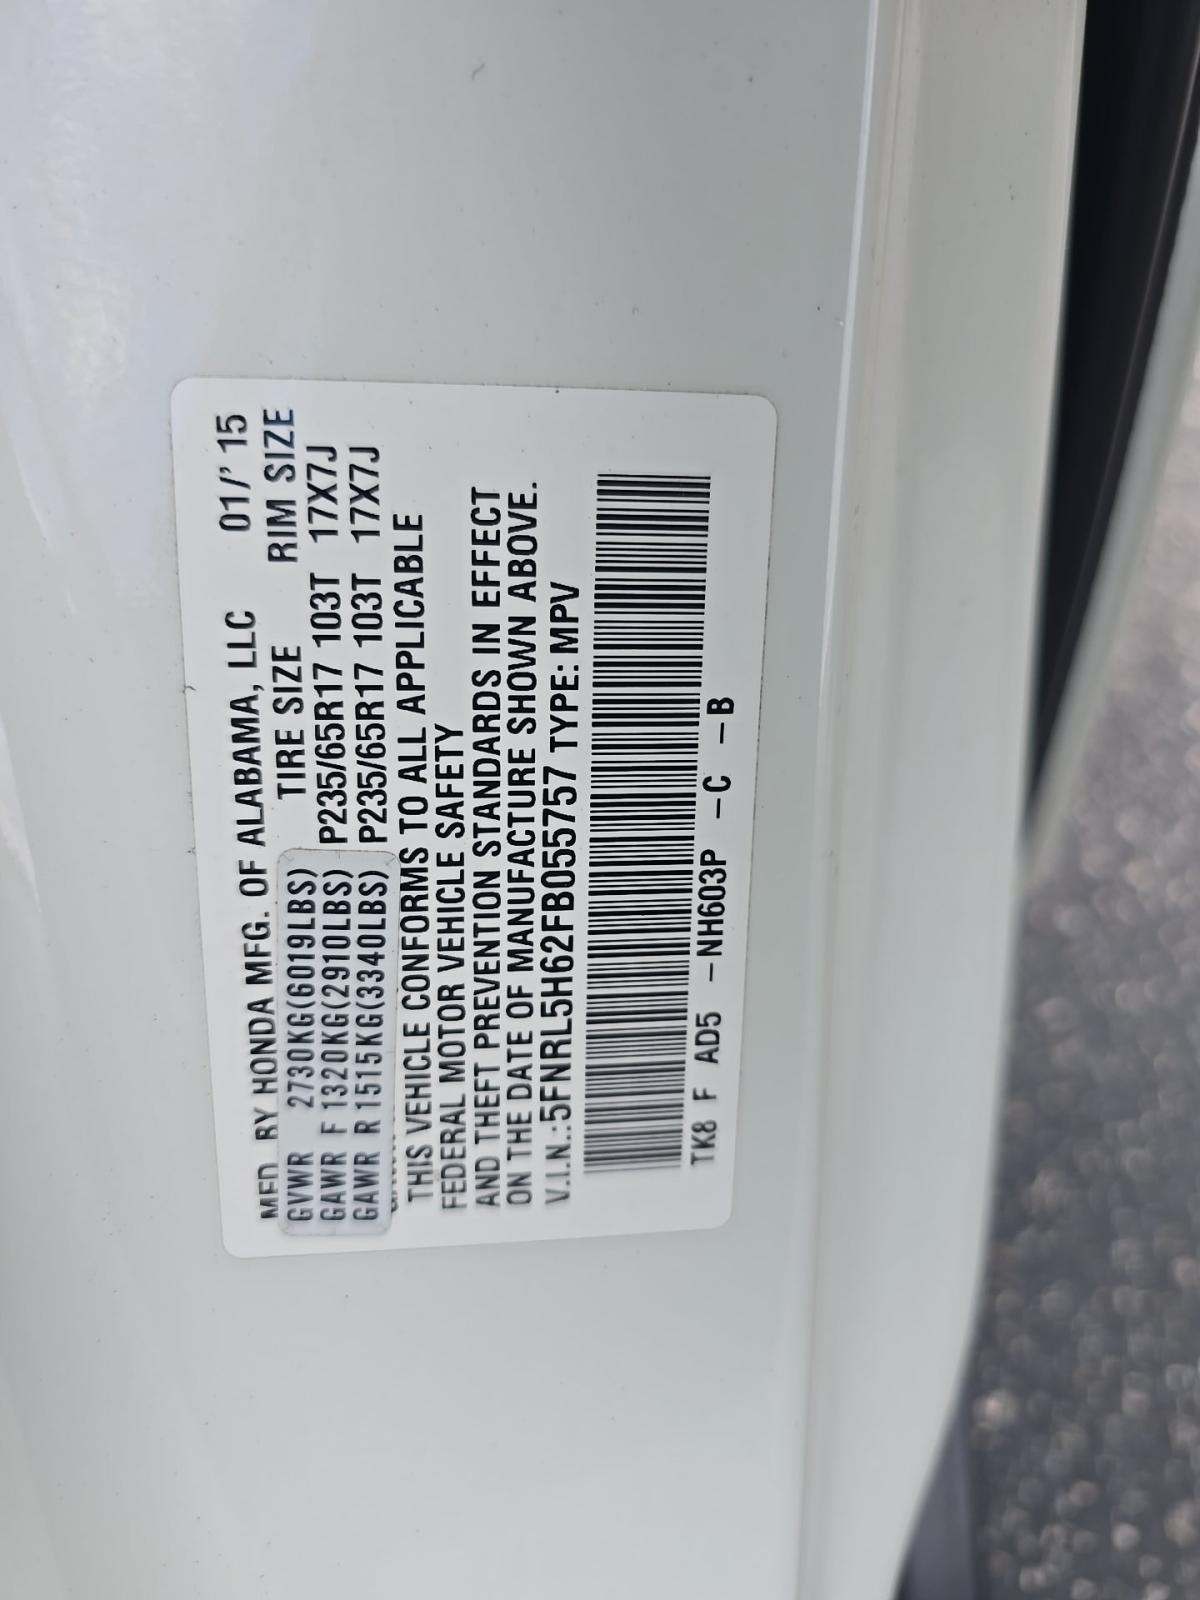 MFD BY HONDA MFG. OF ALABAMA, LLC 01/' 15
TIRE SIZE RIM SIZE
GVWR 2730KG(6019LBS)
GAWR F 1320KG(2910LBS) P235/65R17 103T 17X7J
GAWR R 1515KG(3340LBS) P235/65R17 103T 17X7J
THIS VEHICLE CONFORMS TO ALL APPLICABLE
FEDERAL MOTOR VEHICLE SAFETY
AND THEFT PREVENTION STANDARDS IN EFFECT
ON THE DATE OF MANUFACTURE SHOWN ABOVE.
V.I.N.:5FNRL5H62FB055757 TYPE: MPV
TK8 F AD5 -NH603P -C -B